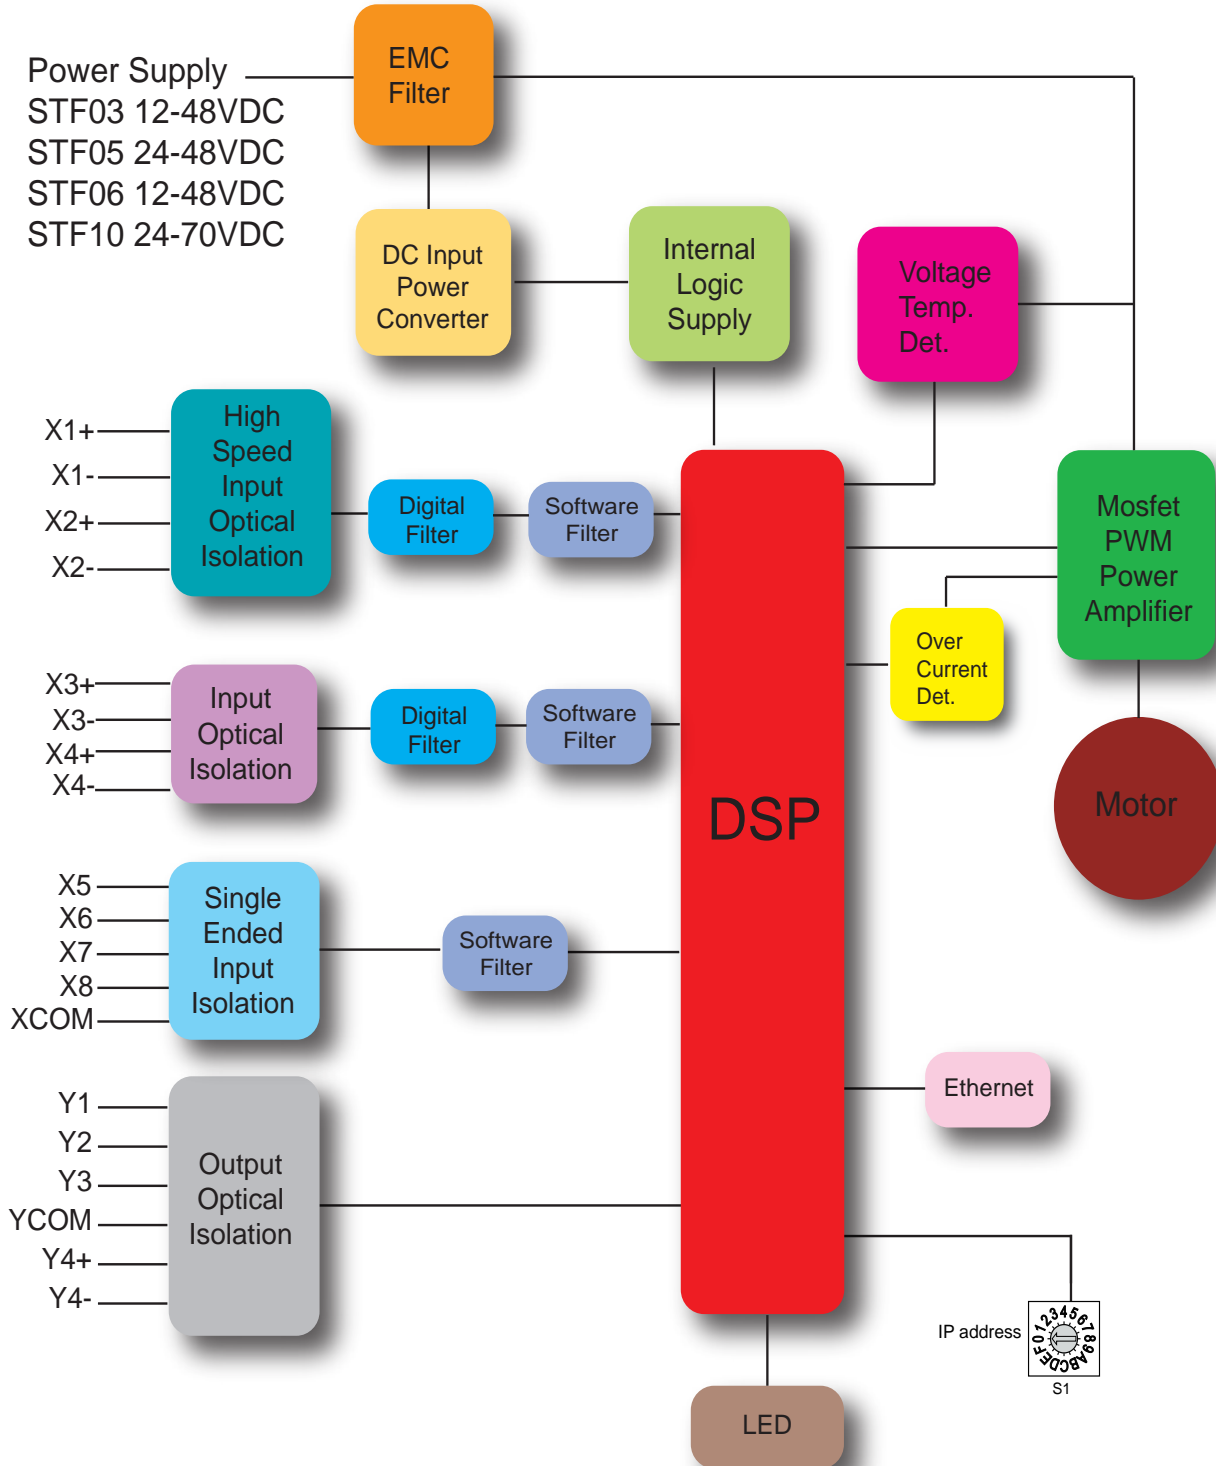 Power Supply
STF03 12-48VDC
STF05 24-48VDC
STF06 12-48VDC
STF10 24-70VDC
EMC
Filter
DC Input
Power
Converter
Internal
Logic
Supply
Voltage
Temp.
Det.
X1+
X1-
X2+
X2-
High
Speed
Input
Optical
Isolation
Digital
Filter
Software
Filter
Mosfet
PWM
Power
Amplifier
Over
Current
Det.
X3+
X3-
X4+
X4-
Input
Optical
Isolation
Digital
Filter
Software
Filter
DSP
Motor
X5
X6
X7
X8
XCOM
Single
Ended
Input
Isolation
Software
Filter
Ethernet
Y1
Y2
Y3
YCOM
Y4+
Y4-
Output
Optical
Isolation
IP address
0123456789ABCDEF
S1
LED